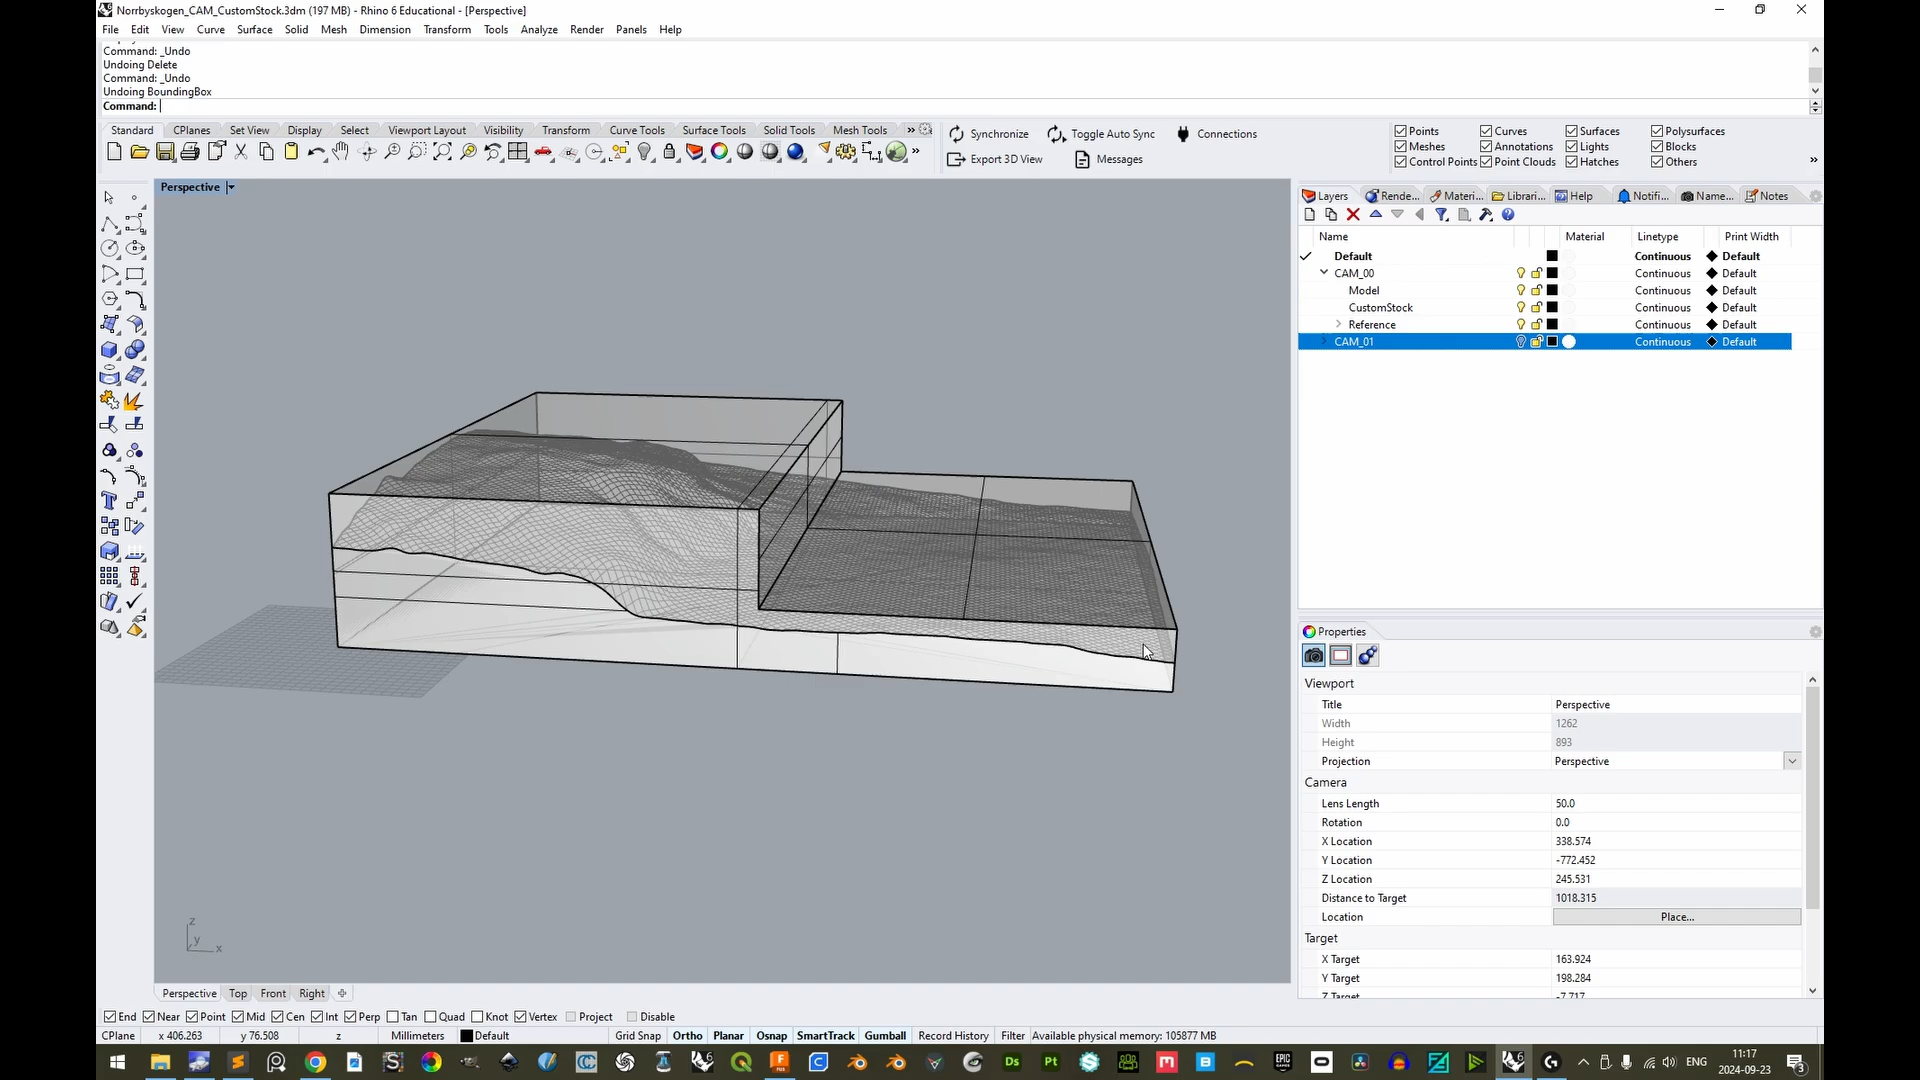 Norrbyskogen_CAM_CustomStock.3dm (197 MB) - Rhino 6 Educational - [Perspective]
File Edit View Curve Surface Solid Mesh Dimension Transform Tools Analyze Render Panels Help
Command: _Undo
Undoing Delete
Command: _Undo
Undoing BoundingBox
Command:
Standard CPlanes Set View Display Select Viewport Layout Visibility Transform Curve Tools Surface Tools Solid Tools Mesh Tools »
Synchronize Toggle Auto Sync Connections
Export 3D View Messages
Points Curves Surfaces Polysurfaces
Meshes Annotations Lights Blocks
Control Points Point Clouds Hatches Others
Perspective
Layers Rende... Materi... Librari... Help Notifi... Name... Notes
Name Material Linetype Print Width
Default Continuous Default
CAM_00 Continuous Default
Model Continuous Default
CustomStock Continuous Default
Reference Continuous Default
CAM_01 Continuous Default
Properties
Viewport
Title Perspective
Width 1262
Height 893
Projection Perspective
Camera
Lens Length 50.0
Rotation 0.0
X Location 338.574
Y Location -772.452
Z Location 245.531
Distance to Target 1018.315
Location Place...
Target
X Target 163.924
Y Target 198.284
Z Target -7.717
z
y x
Perspective Top Front Right
End Near Point Mid Cen Int Perp Tan Quad Knot Vertex Project Disable
CPlane x 406.263 y 76.508 z Millimeters Default Grid Snap Ortho Planar Osnap SmartTrack Gumball Record History Filter Available physical memory: 105877 MB
Ds Pt ENG
11:17
2024-09-23